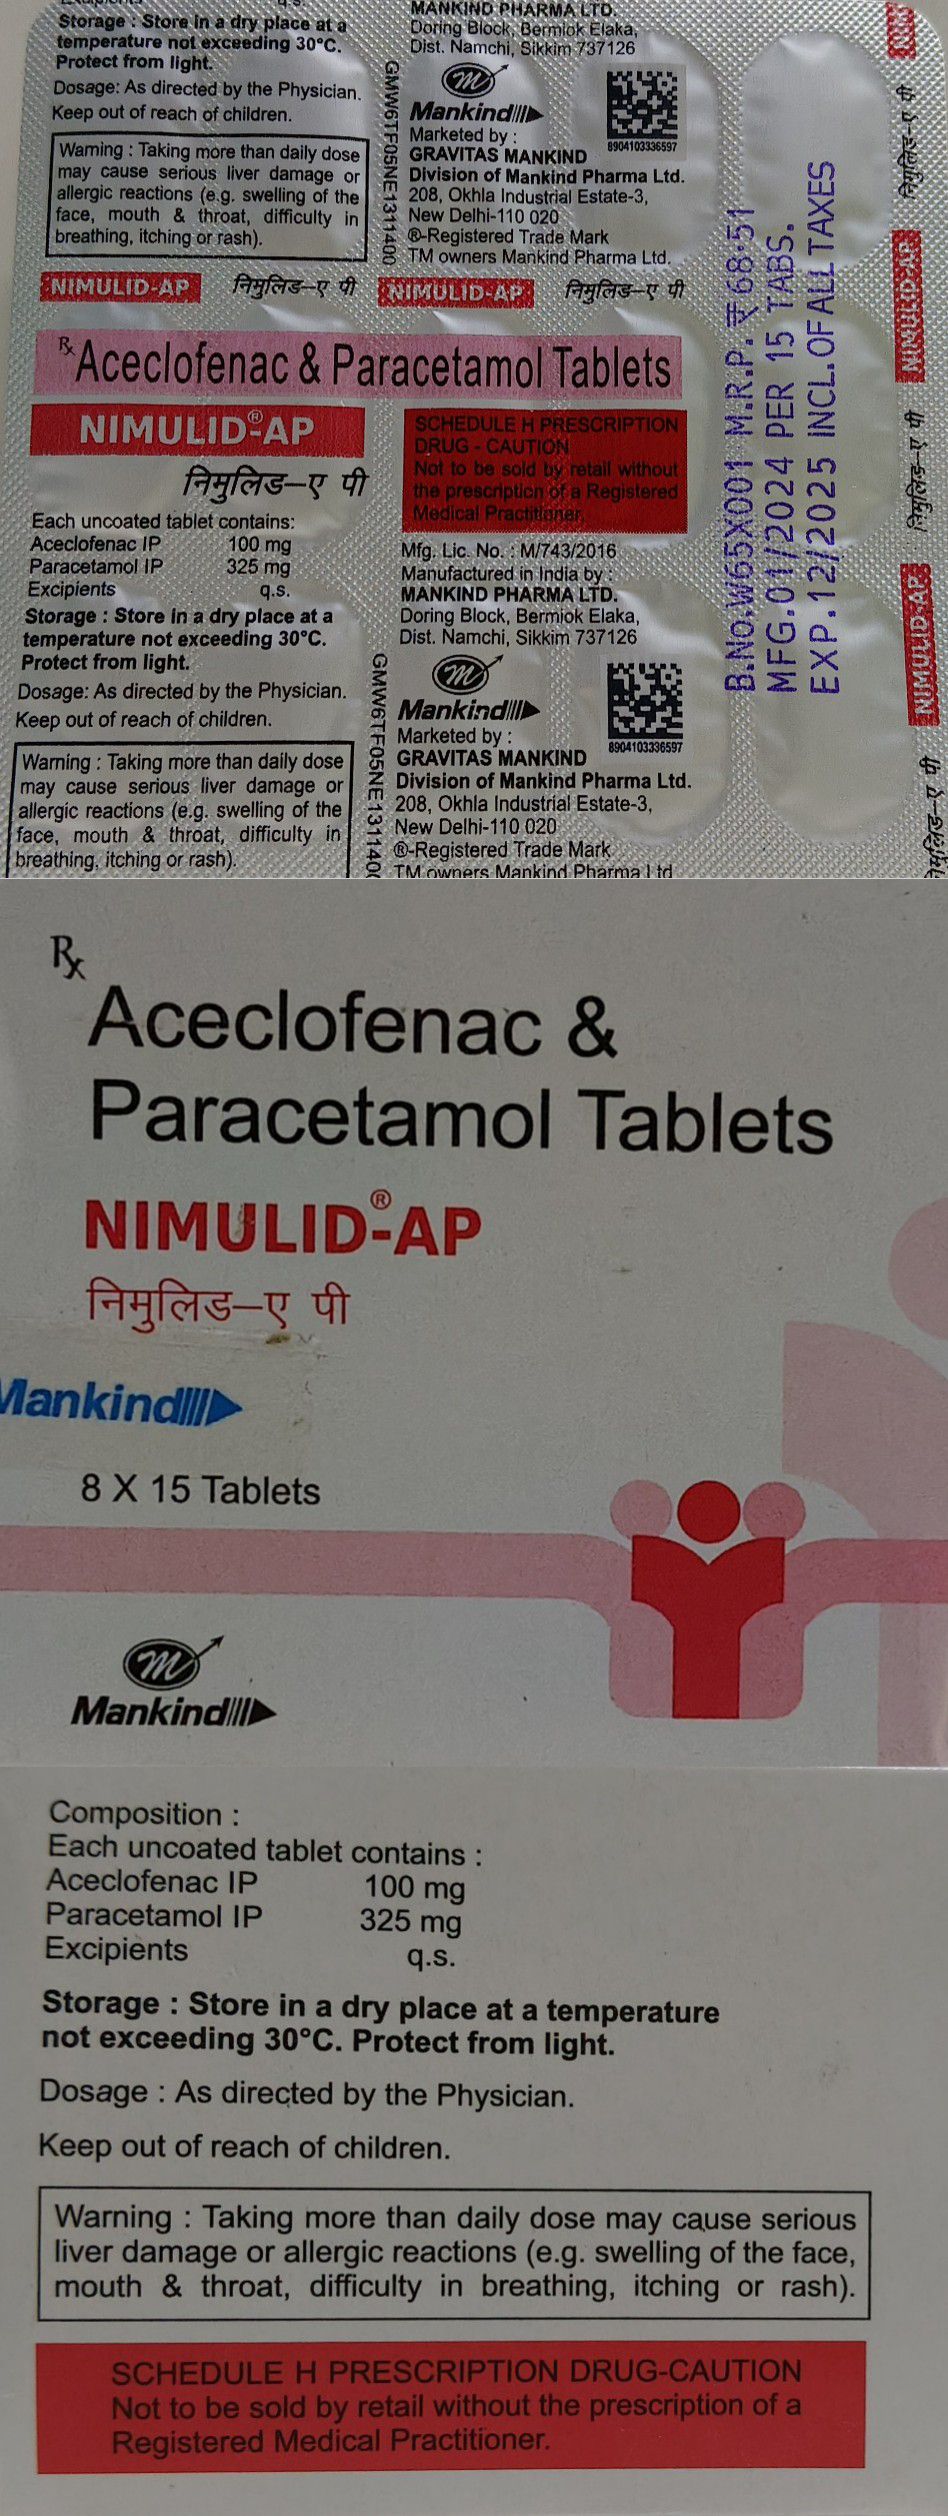 Storage : Store in a dry place at a
temperature not exceeding 30°C.
Protect from light.
Dosage: As directed by the Physician.
Keep out of reach of children.
Warning : Taking more than daily dose
may cause serious liver damage or
allergic reactions (e.g. swelling of the
face, mouth & throat, difficulty in
breathing, itching or rash).
GMW6TF05NE1311400
MANKIND PHARMA LTD.
Doring Block, Bermiok Elaka,
Dist. Namchi, Sikkim 737126
m
Mankind
8904103336597
Marketed by :
GRAVITAS MANKIND
Division of Mankind Pharma Ltd.
208, Okhla Industrial Estate-3,
New Delhi-110 020
®-Registered Trade Mark
TM owners Mankind Pharma Ltd.
NIMULID-AP निमुलिड–ए पी NIMULID-AP निमुलिड–ए पी
Rx Aceclofenac & Paracetamol Tablets
NIMULID®-AP
निमुलिड–ए पी
Each uncoated tablet contains:
Aceclofenac IP 100 mg
Paracetamol IP 325 mg
Excipients q.s.
Storage : Store in a dry place at a
temperature not exceeding 30°C.
Protect from light.
Dosage: As directed by the Physician.
Keep out of reach of children.
Warning : Taking more than daily dose
may cause serious liver damage or
allergic reactions (e.g. swelling of the
face, mouth & throat, difficulty in
breathing, itching or rash).
GMW6TF05NE131140
SCHEDULE H PRESCRIPTION
DRUG - CAUTION
Not to be sold by retail without
the prescription of a Registered
Medical Practitioner.
Mfg. Lic. No. : M/743/2016
Manufactured in India by :
MANKIND PHARMA LTD.
Doring Block, Bermiok Elaka,
Dist. Namchi, Sikkim 737126
m
Mankind
8904103336597
Marketed by :
GRAVITAS MANKIND
Division of Mankind Pharma Ltd.
208, Okhla Industrial Estate-3,
New Delhi-110 020
®-Registered Trade Mark
TM owners Mankind Pharma Ltd
B.No.W65X001 M.R.P.₹68.51
MFG.01/2024 PER 15 TABS.
EXP.12/2025 INCL.OF ALL TAXES
NIM
निमुलिड–ए पी
NIMULID-AP
निमुलिड–ए पी
NIMULID-AP
निमुलिड–ए पी
Rx
Aceclofenac &
Paracetamol Tablets
NIMULID®-AP
निमुलिड–ए पी
Mankind
8 X 15 Tablets
m
Mankind
Composition :
Each uncoated tablet contains :
Aceclofenac IP 100 mg
Paracetamol IP 325 mg
Excipients q.s.
Storage : Store in a dry place at a temperature
not exceeding 30°C. Protect from light.
Dosage : As directed by the Physician.
Keep out of reach of children.
Warning : Taking more than daily dose may cause serious
liver damage or allergic reactions (e.g. swelling of the face,
mouth & throat, difficulty in breathing, itching or rash).
SCHEDULE H PRESCRIPTION DRUG-CAUTION
Not to be sold by retail without the prescription of a
Registered Medical Practitioner.